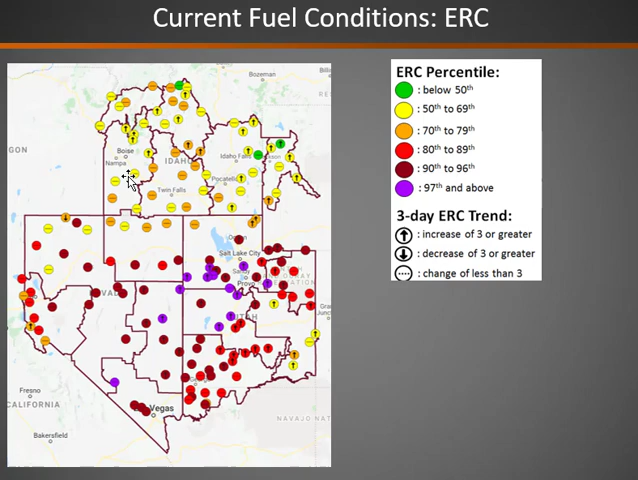 Current Fuel Conditions: ERC
ERC Percentile:
: below 50th
: 50th to 69th
: 70th to 79th
: 80th to 89th
: 90th to 96th
: 97th and above
3-day ERC Trend:
: increase of 3 or greater
: decrease of 3 or greater
: change of less than 3
Bozeman
Boise
Nampa
IDAHO
Idaho Falls
Pocatello
Twin Falls
Salt Lake City
Sandy
Provo
Fresno
CALIFORNIA
Vegas
Bakersfield
NAVAJO NAT